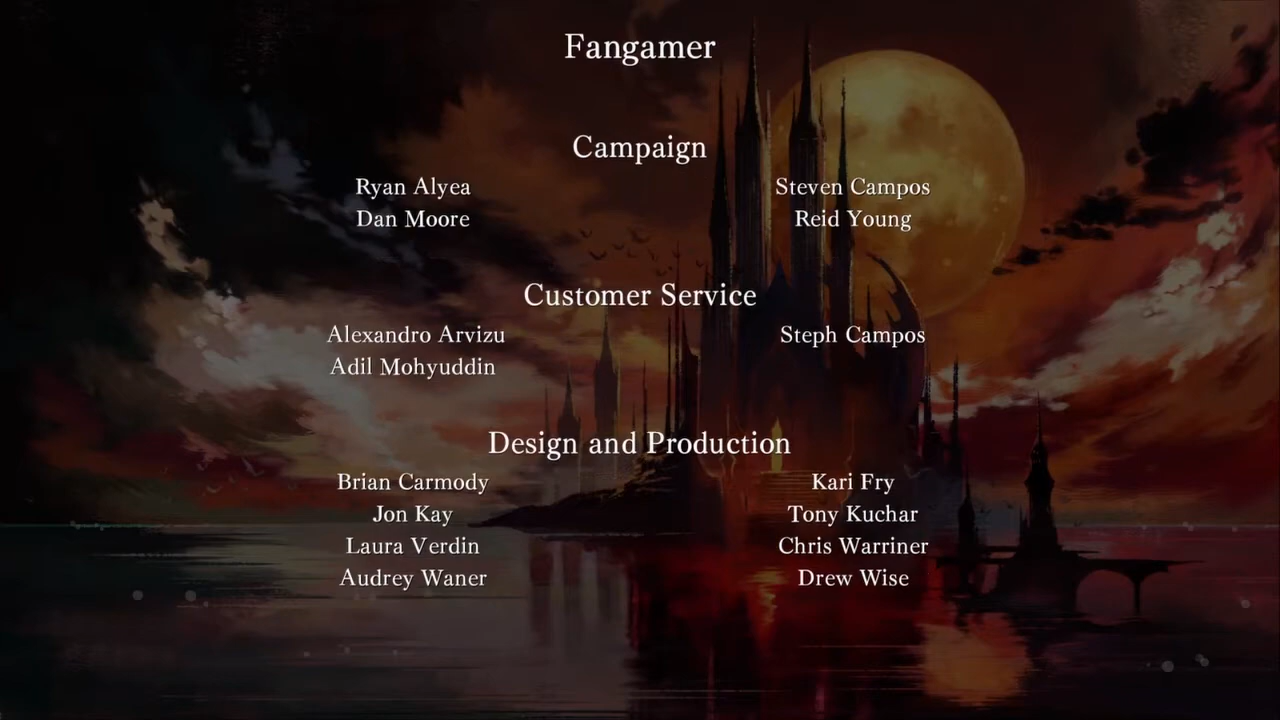 Fangamer
Campaign
Ryan Alyea Steven Campos
Dan Moore Reid Young
Customer Service
Alexandro Arvizu Steph Campos
Adil Mohyuddin
Design and Production
Brian Carmody Kari Fry
Jon Kay Tony Kuchar
Laura Verdin Chris Warriner
Audrey Waner Drew Wise